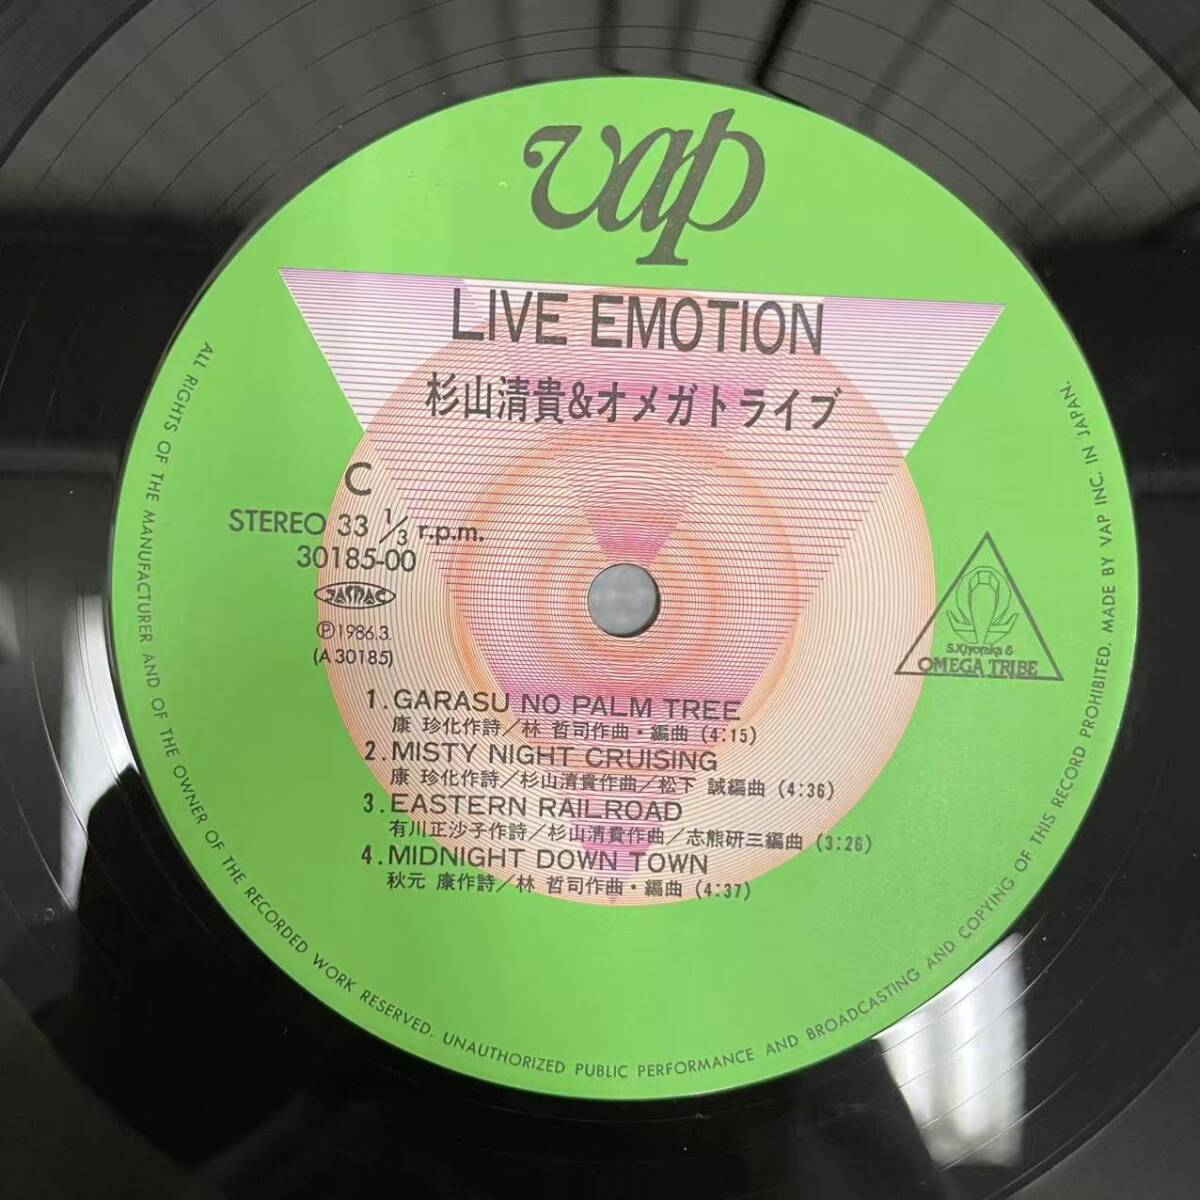 vap
LIVE EMOTION
杉山清貴&オメガトライブ
C
STEREO 33 1/3 r.p.m.
30185-00
JASRAC
Ⓟ1986.3.
(A 30185)
S.Kiyotaka &
OMEGA TRIBE
1. GARASU NO PALM TREE
康 珍化作詩/林 哲司作曲・編曲 (4:15)
2. MISTY NIGHT CRUISING
康 珍化作詩/杉山清貴作曲/松下 誠編曲 (4:36)
3. EASTERN RAILROAD
有川正沙子作詩/杉山清貴作曲/志熊研三編曲 (3:26)
4. MIDNIGHT DOWN TOWN
秋元 康作詩/林 哲司作曲・編曲 (4:37)
ALL RIGHTS OF THE MANUFACTURER AND OF THE OWNER OF THE RECORDED WORK RESERVED. UNAUTHORIZED PUBLIC PERFORMANCE AND BROADCASTING AND COPYING OF THIS RECORD PROHIBITED. MADE BY VAP INC. IN JAPAN.